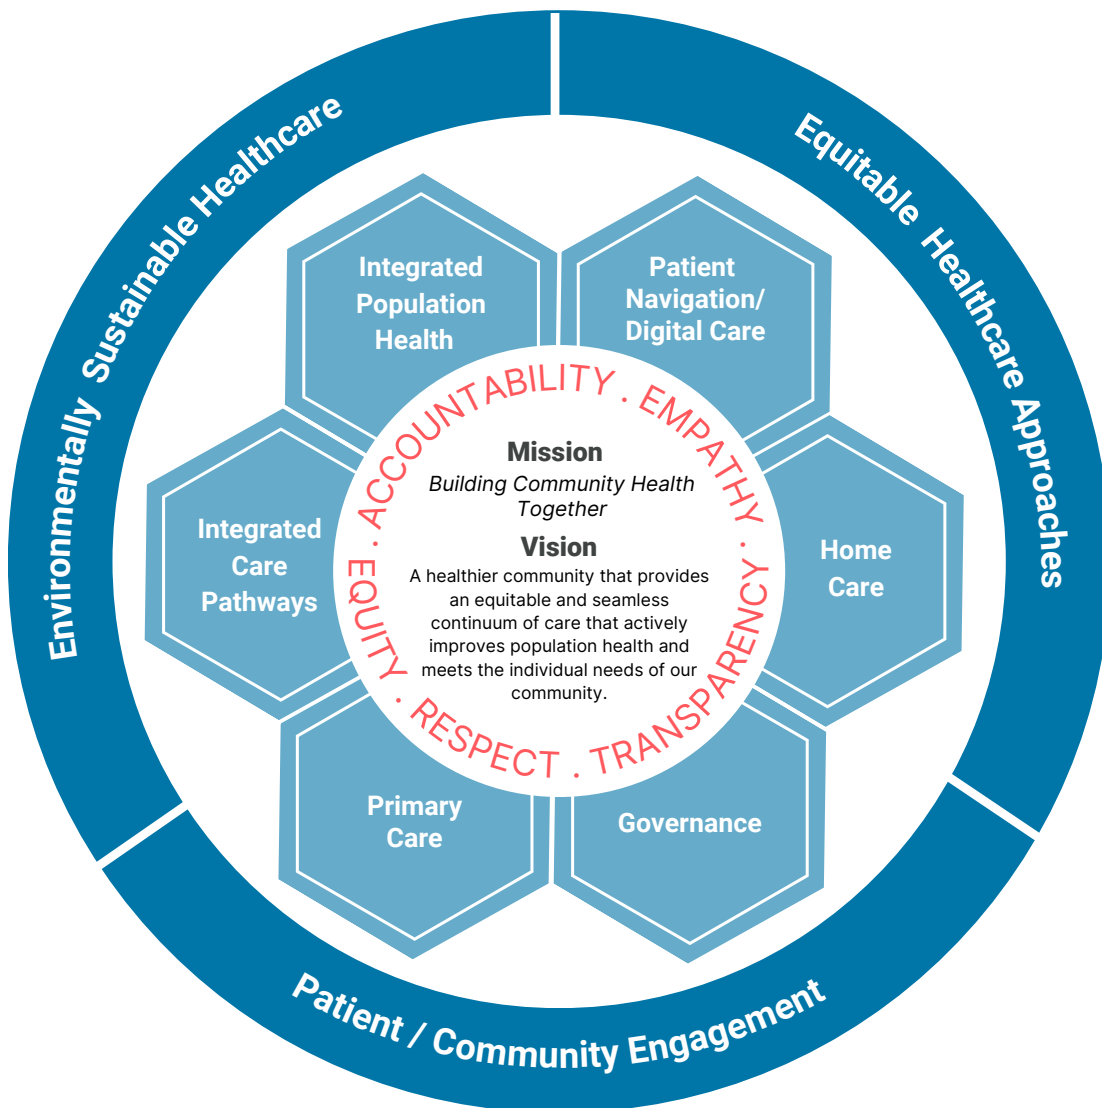 Environmentally Sustainable Healthcare
Equitable Healthcare Approaches
Integrated
Population
Health
Patient
Navigation/
Digital Care
Integrated
Care
Pathways
Home
Care
Primary
Care
Governance
ACCOUNTABILITY . EMPATHY . TRANSPARENCY . RESPECT . EQUITY .
Mission
Building Community Health
Together
Vision
A healthier community that provides
an equitable and seamless
continuum of care that actively
improves population health and
meets the individual needs of our
community.
Patient / Community Engagement